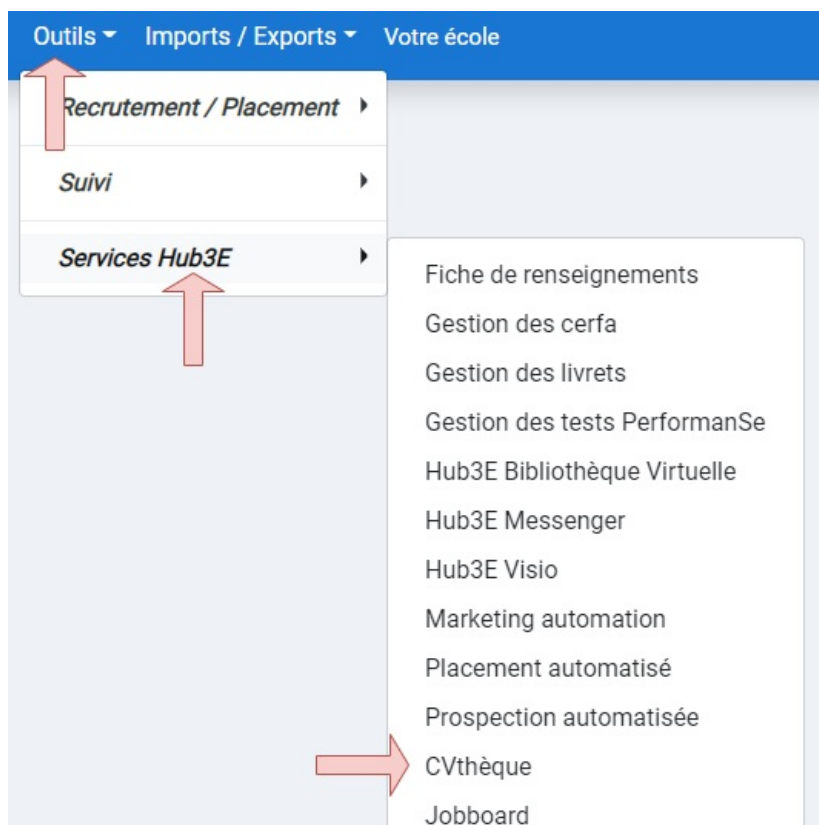 Outils Imports / Exports Votre école
Recrutement / Placement
Suivi
Services Hub3E
Fiche de renseignements
Gestion des cerfa
Gestion des livrets
Gestion des tests PerformanSe
Hub3E Bibliothèque Virtuelle
Hub3E Messenger
Hub3E Visio
Marketing automation
Placement automatisé
Prospection automatisée
CVthèque
Jobboard